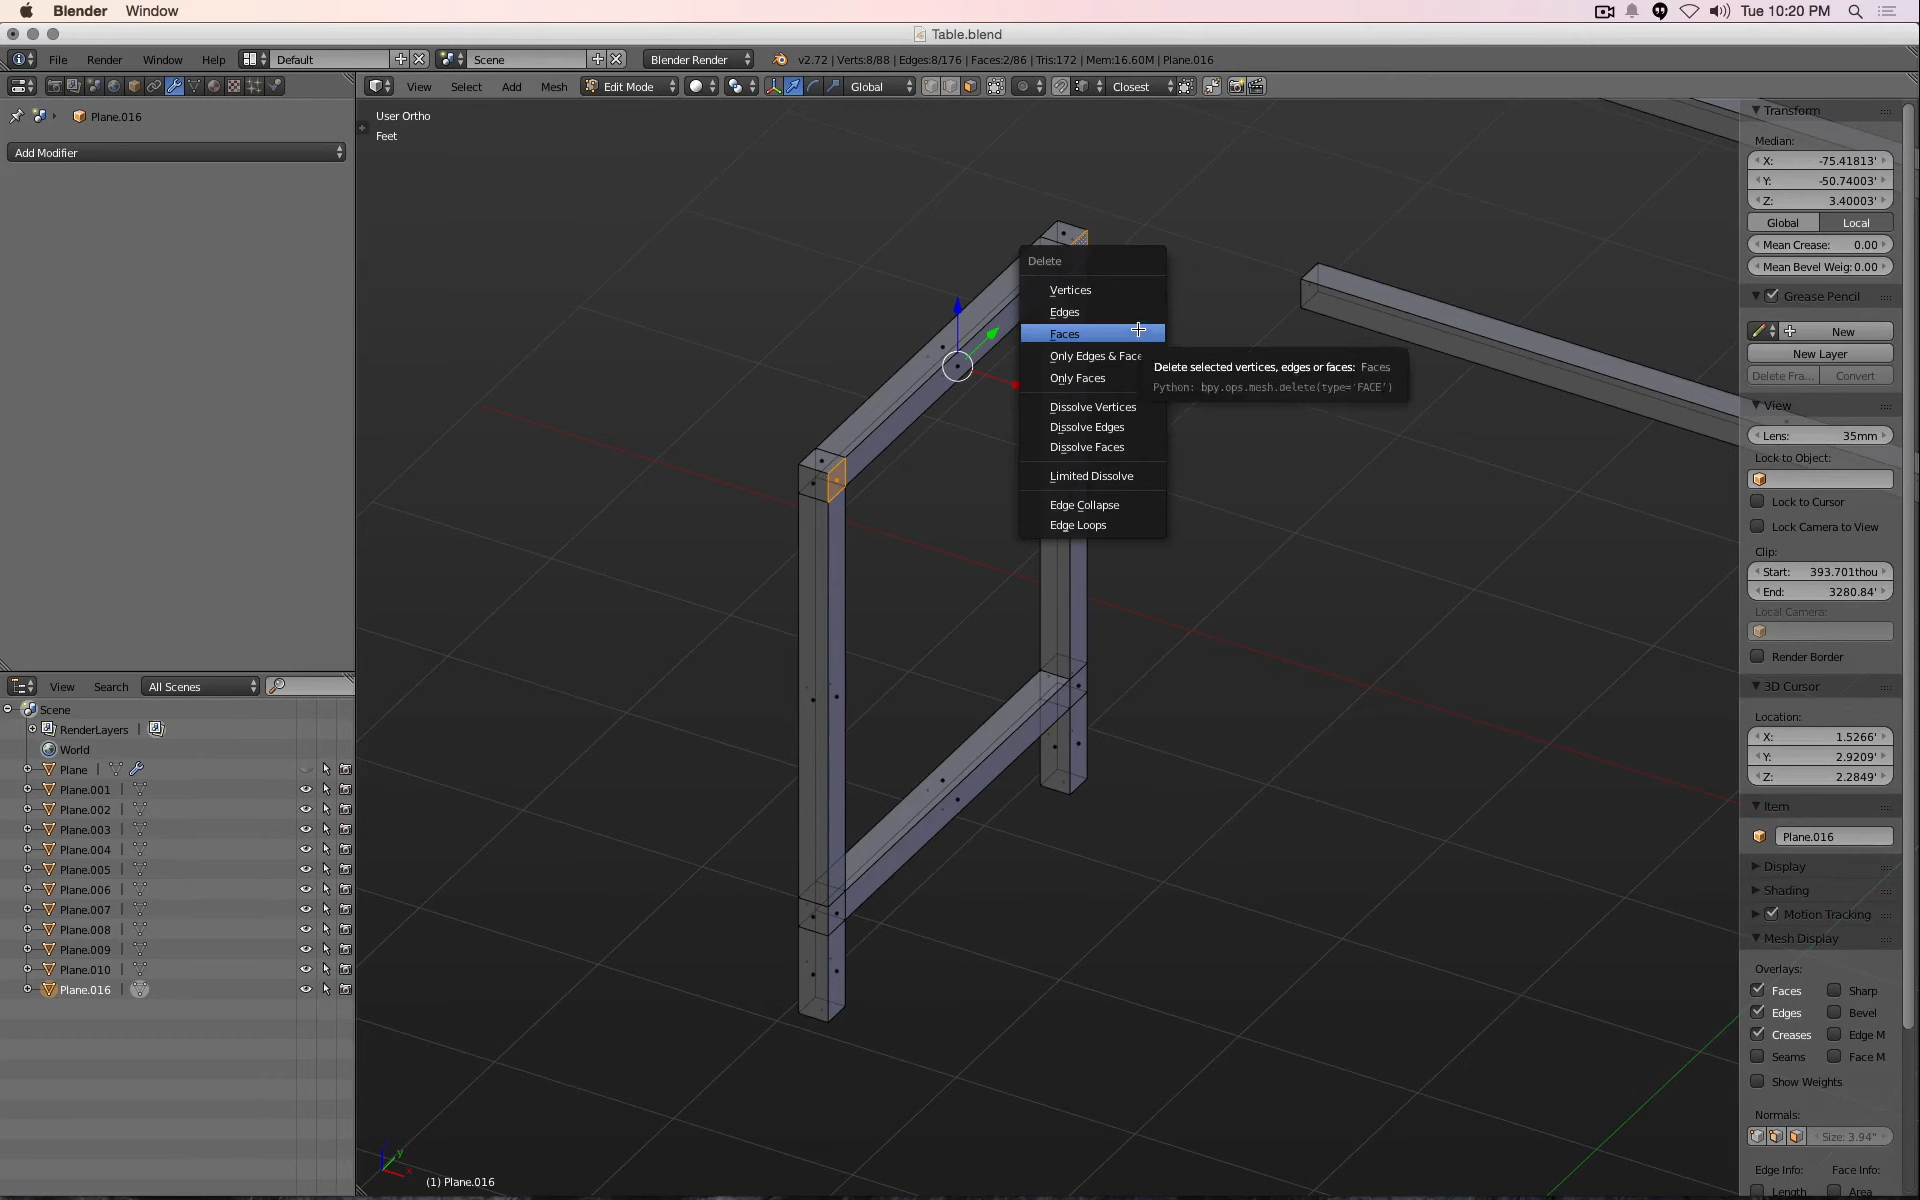 Blender Window
Tue 10:20 PM
Table.blend
File Render Window Help
Default
Scene
Blender Render
v2.72 | Verts:8/88 | Edges:8/176 | Faces:2/86 | Tris:172 | Mem:16.60M | Plane.016
View Select Add Mesh
Edit Mode
Global
Closest
Plane.016
Add Modifier
User Ortho
Feet
Delete
Vertices
Edges
Faces
Only Edges & Face
Only Faces
Dissolve Vertices
Dissolve Edges
Dissolve Faces
Limited Dissolve
Edge Collapse
Edge Loops
Delete selected vertices, edges or faces: Faces
Python: bpy.ops.mesh.delete(type='FACE')
View Search All Scenes
Scene
RenderLayers |
World
Plane |
Plane.001 |
Plane.002 |
Plane.003 |
Plane.004 |
Plane.005 |
Plane.006 |
Plane.007 |
Plane.008 |
Plane.009 |
Plane.010 |
Plane.016 |
y
x
(1) Plane.016
Transform
Median:
X: -75.41813'
Y: -50.74003'
Z: 3.40003'
Global Local
Mean Crease: 0.00
Mean Bevel Weig: 0.00
Grease Pencil
New
New Layer
Delete Fra... Convert
View
Lens: 35mm
Lock to Object:
Lock to Cursor
Lock Camera to View
Clip:
Start: 393.701thou
End: 3280.84'
Local Camera:
Render Border
3D Cursor
Location:
X: 1.5266"
Y: 2.9209"
Z: 2.2849"
Item
Plane.016
Display
Shading
Motion Tracking
Mesh Display
Overlays:
Faces Sharp
Edges Bevel
Creases Edge M
Seams Face M
Show Weights
Normals:
Size: 3.94"
Edge Info: Face Info:
Length Area